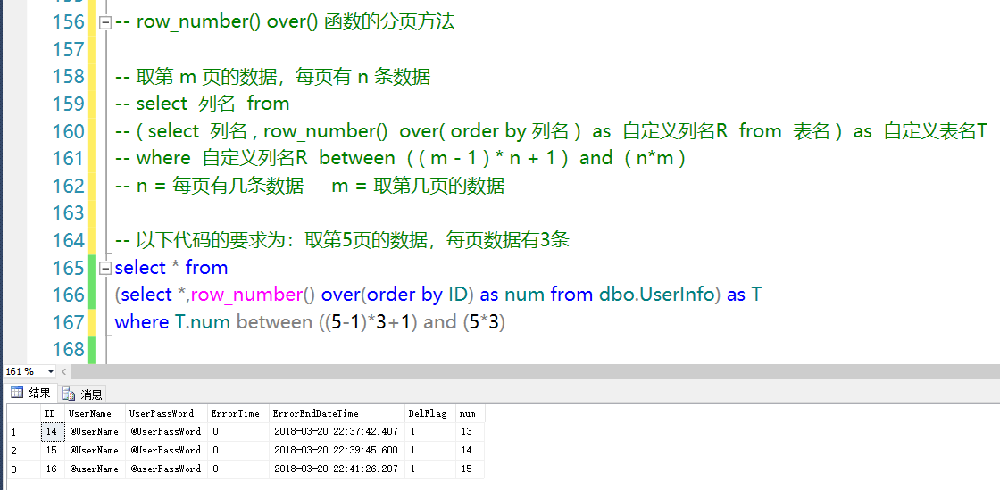 156 -- row_number() over() 函数的分页方法
157
158 -- 取第 m 页的数据，每页有 n 条数据
159 -- select 列名 from
160 -- ( select 列名 , row_number() over( order by 列名 ) as 自定义列名R from 表名 ) as 自定义表名T
161 -- where 自定义列名R between ( ( m - 1 ) * n + 1 ) and ( n*m )
162 -- n = 每页有几条数据 m = 取第几页的数据
163
164 -- 以下代码的要求为：取第5页的数据，每页数据有3条
165 select * from
166 (select *,row_number() over(order by ID) as num from dbo.UserInfo) as T
167 where T.num between ((5-1)*3+1) and (5*3)
168
161 %
结果 消息
ID UserName UserPassWord ErrorTime ErrorEndDateTime DelFlag num
1 14 @UserName @UserPassWord 0 2018-03-20 22:37:42.407 1 13
2 15 @UserName @UserPassWord 0 2018-03-20 22:39:45.600 1 14
3 16 @userName @userPassWord 0 2018-03-20 22:41:26.207 1 15